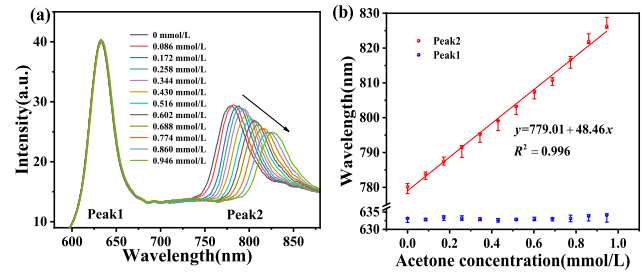 (a)
Intensity(a.u.)
40
30
20
10
0 mmol/L
0.086 mmol/L
0.172 mmol/L
0.258 mmol/L
0.344 mmol/L
0.430 mmol/L
0.516 mmol/L
0.602 mmol/L
0.688 mmol/L
0.774 mmol/L
0.860 mmol/L
0.946 mmol/L
Peak1
Peak2
600 650 700 750 800 850
Wavelength(nm)
(b)
Wavelength(nm)
830
820
810
800
790
780
635
630
Peak2
Peak1
y=779.01+48.46x
R² = 0.996
0.0 0.2 0.4 0.6 0.8 1.0
Acetone concentration(mmol/L)